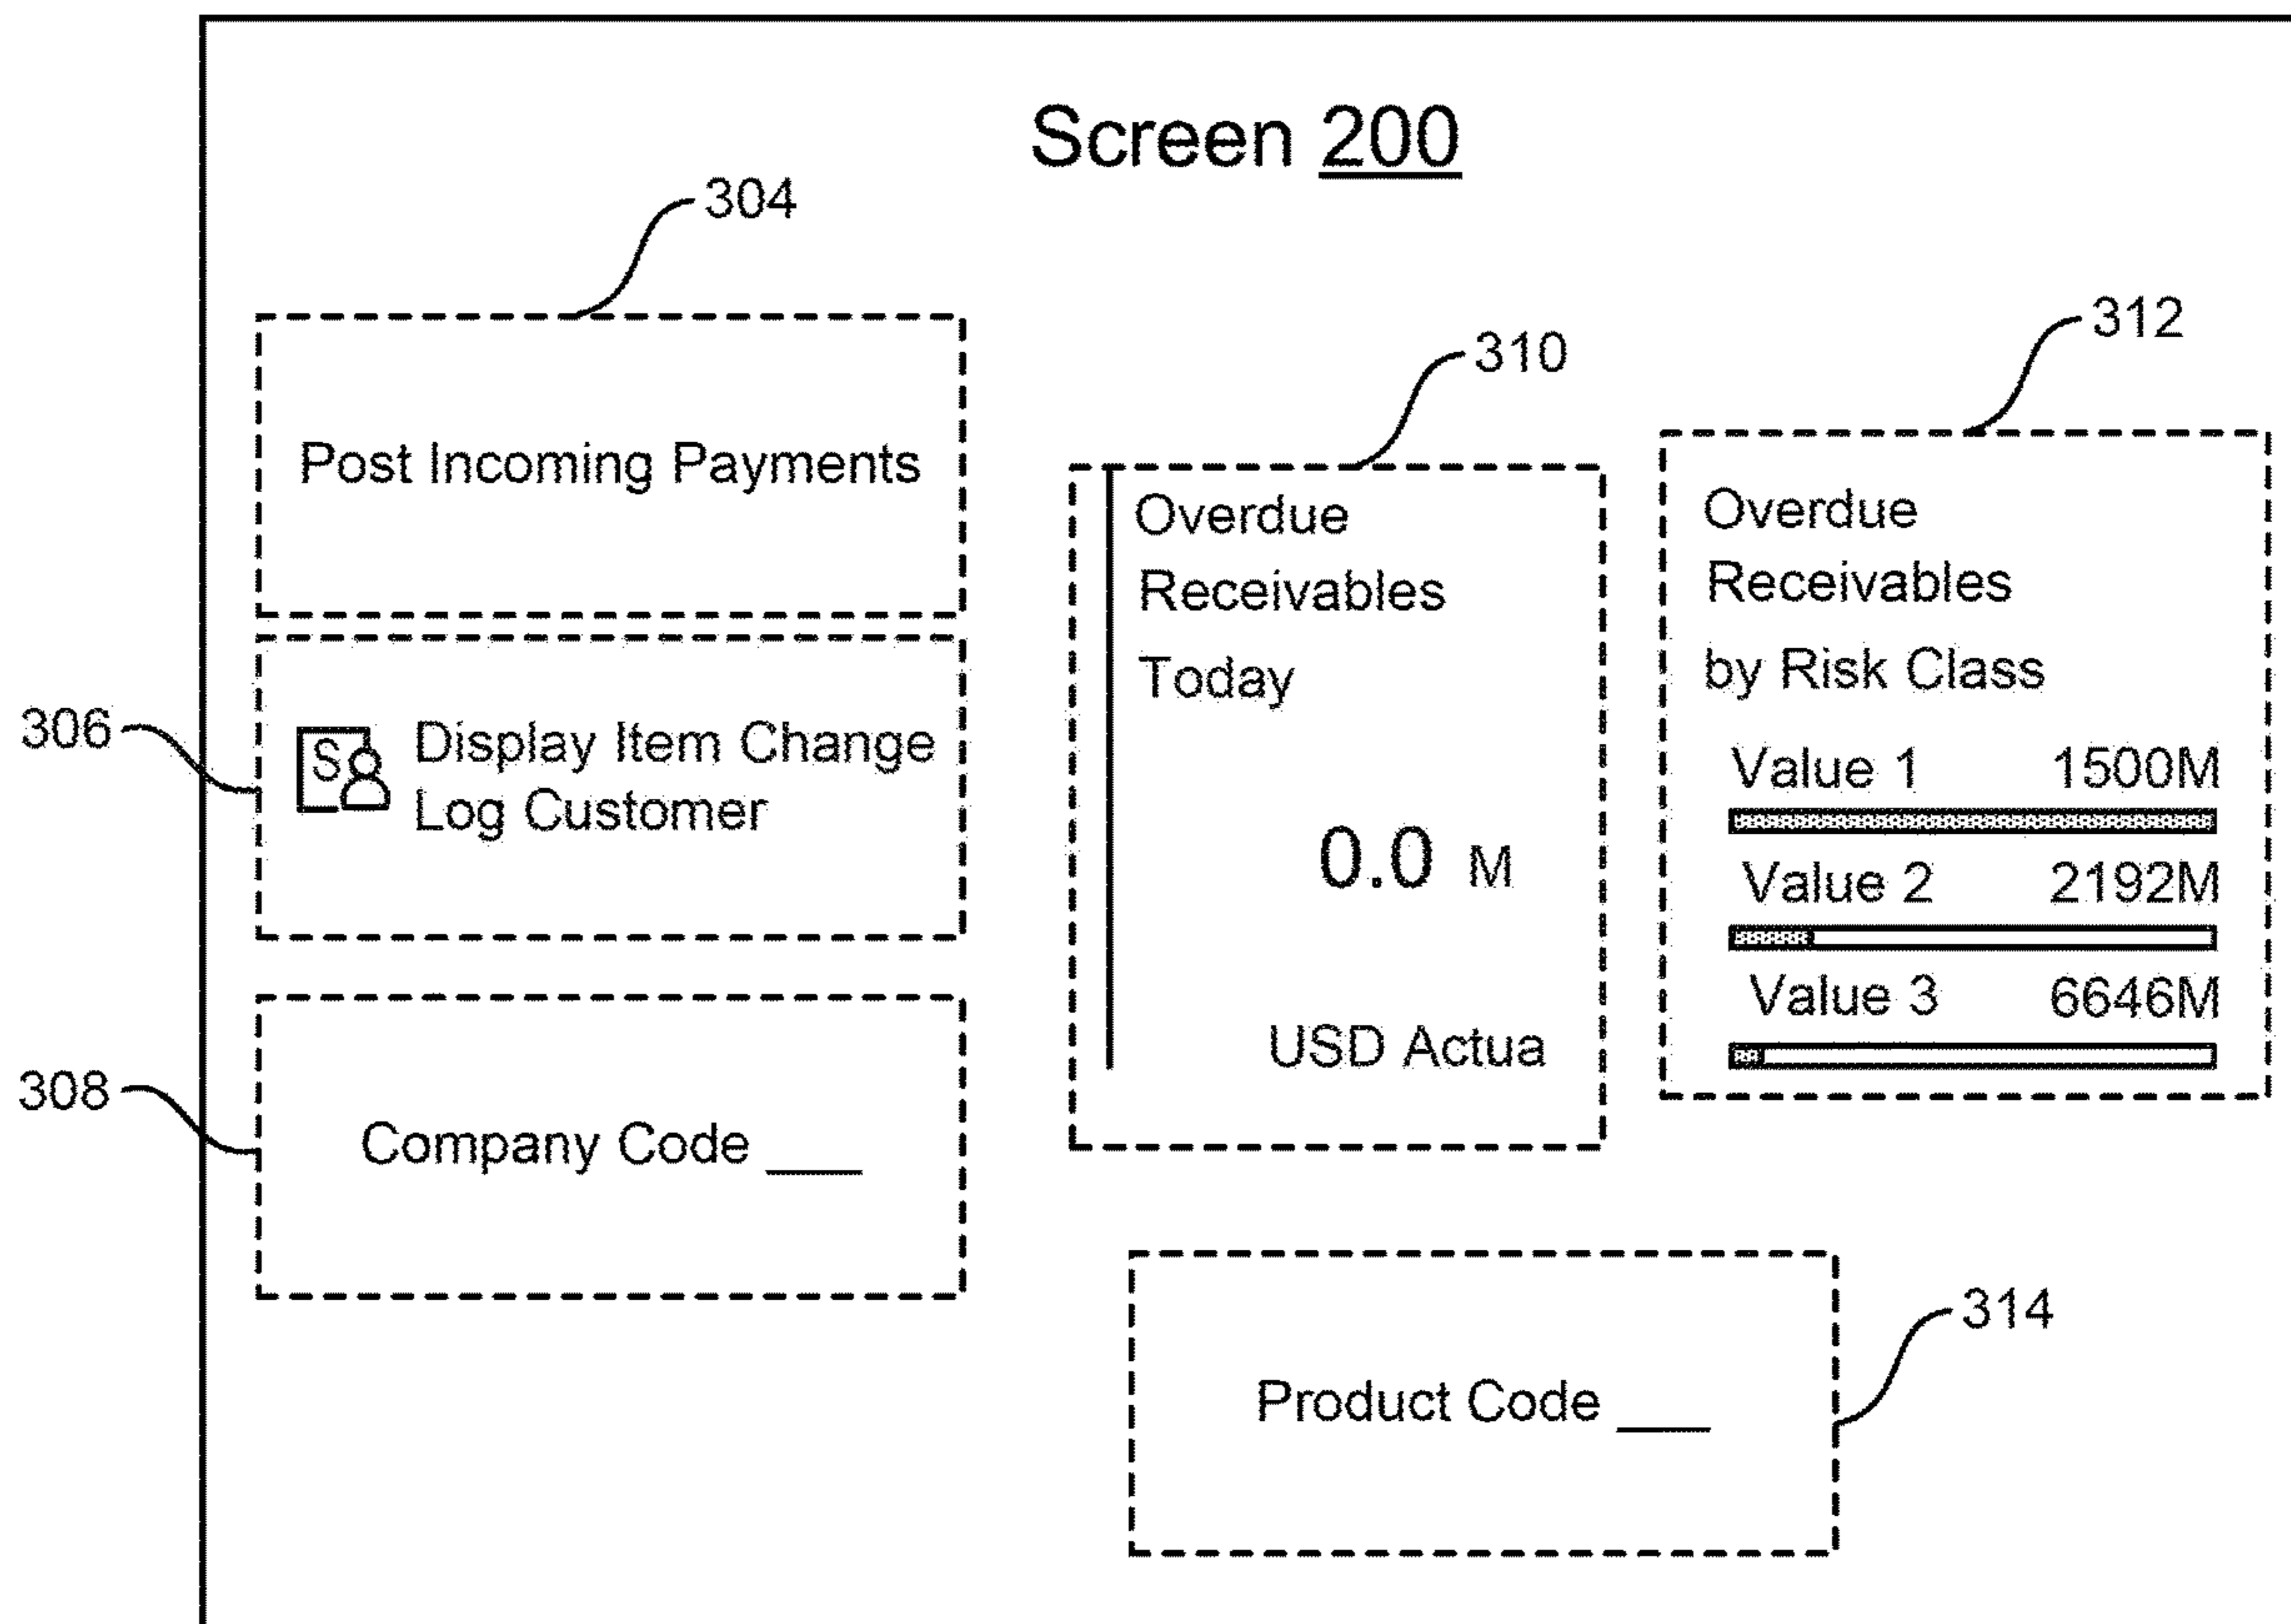 Screen 200
304
Post Incoming Payments
306
S
Display Item Change
Log Customer
308
Company Code ___
310
Overdue
Receivables
Today
0.0 M
USD Actua
312
Overdue
Receivables
by Risk Class
Value 1 1500M
Value 2 2192M
Value 3 6646M
314
Product Code ___